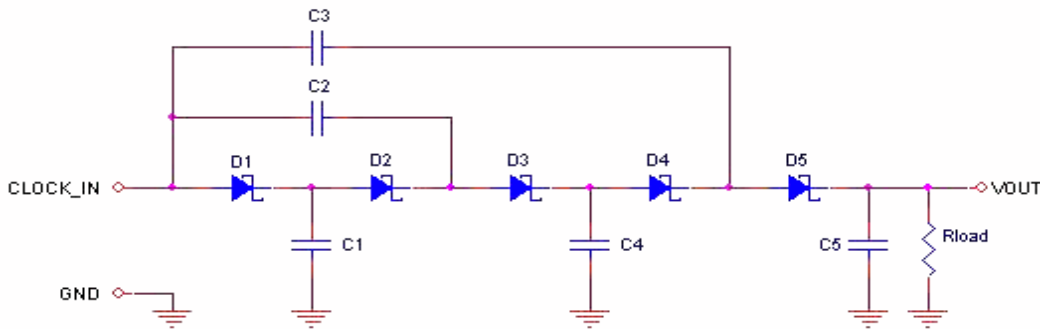 C3
C2
D1 D2 D3 D4 D5
CLOCK_IN VOUT
C1 C4 C5 Rload
GND